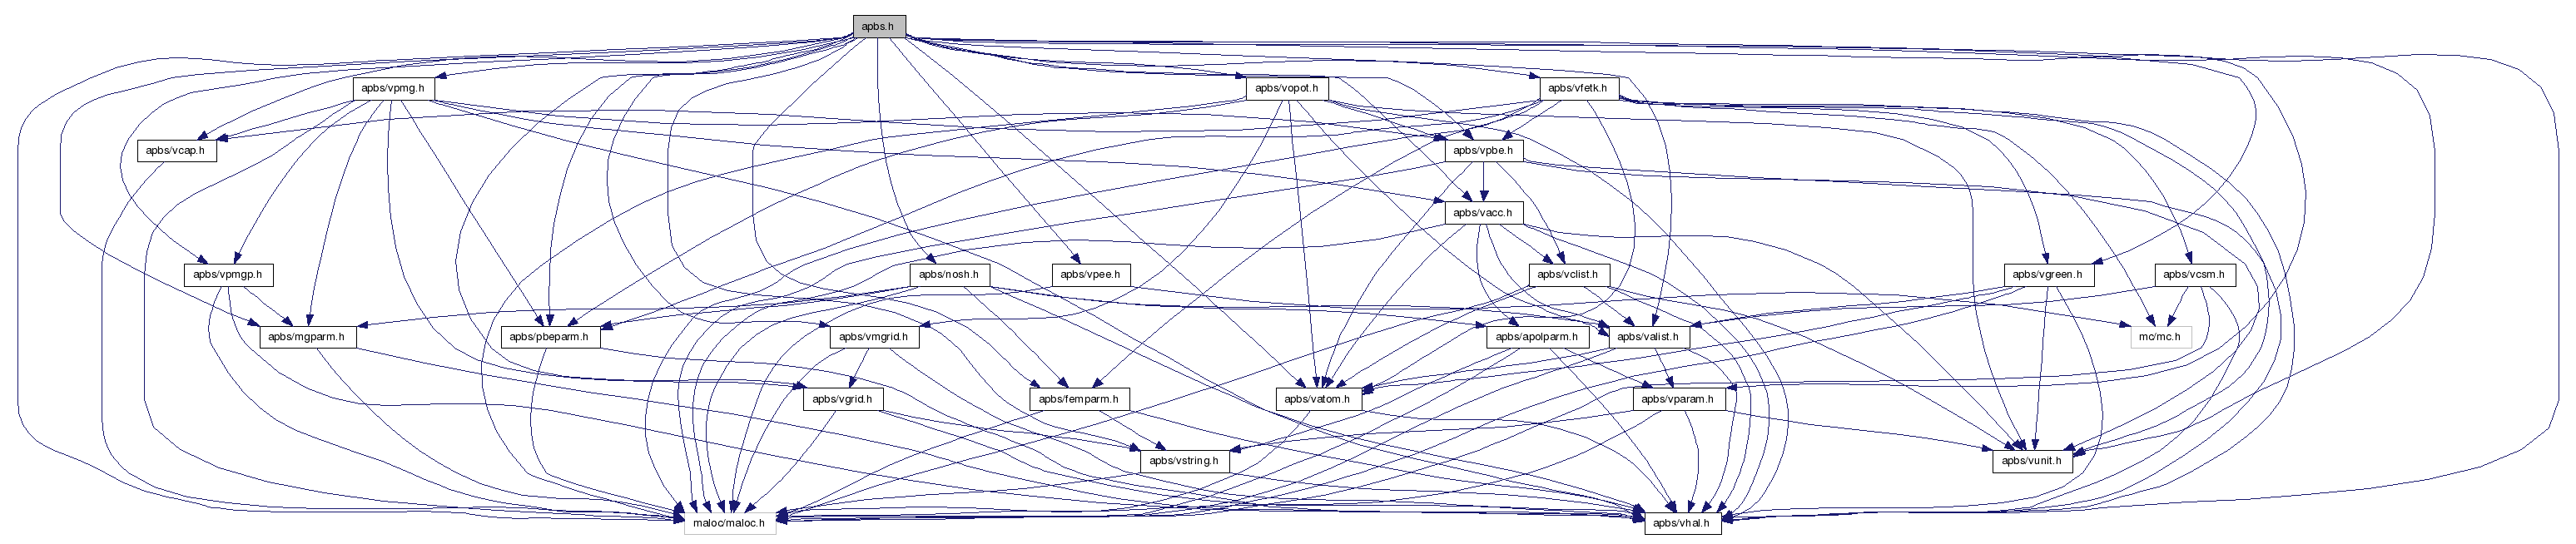 apbs.h
apbs/vpmg.h
apbs/vopot.h
apbs/vfetk.h
apbs/vcap.h
apbs/vpbe.h
apbs/vacc.h
apbs/vpmgp.h
apbs/nosh.h
apbs/vpee.h
apbs/vclist.h
apbs/vgreen.h
apbs/vcsm.h
apbs/mgparm.h
apbs/pbeparm.h
apbs/vmgrid.h
apbs/apolparm.h
apbs/valist.h
mc/mc.h
apbs/vgrid.h
apbs/femparm.h
apbs/vatom.h
apbs/vparam.h
apbs/vstring.h
apbs/vunit.h
maloc/maloc.h
apbs/vhal.h